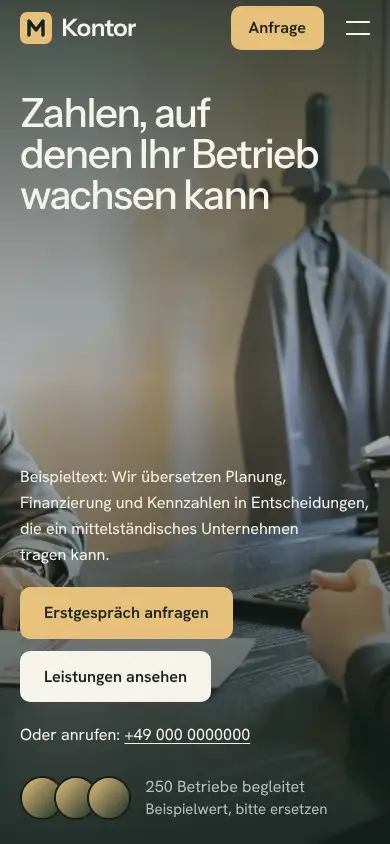 M Kontor
Anfrage
Zahlen, auf
denen Ihr Betrieb
wachsen kann
Beispieltext: Wir übersetzen Planung,
Finanzierung und Kennzahlen in Entscheidungen,
die ein mittelständisches Unternehmen
tragen kann.
Erstgespräch anfragen
Leistungen ansehen
Oder anrufen: +49 000 0000000
250 Betriebe begleitet
Beispielwert, bitte ersetzen